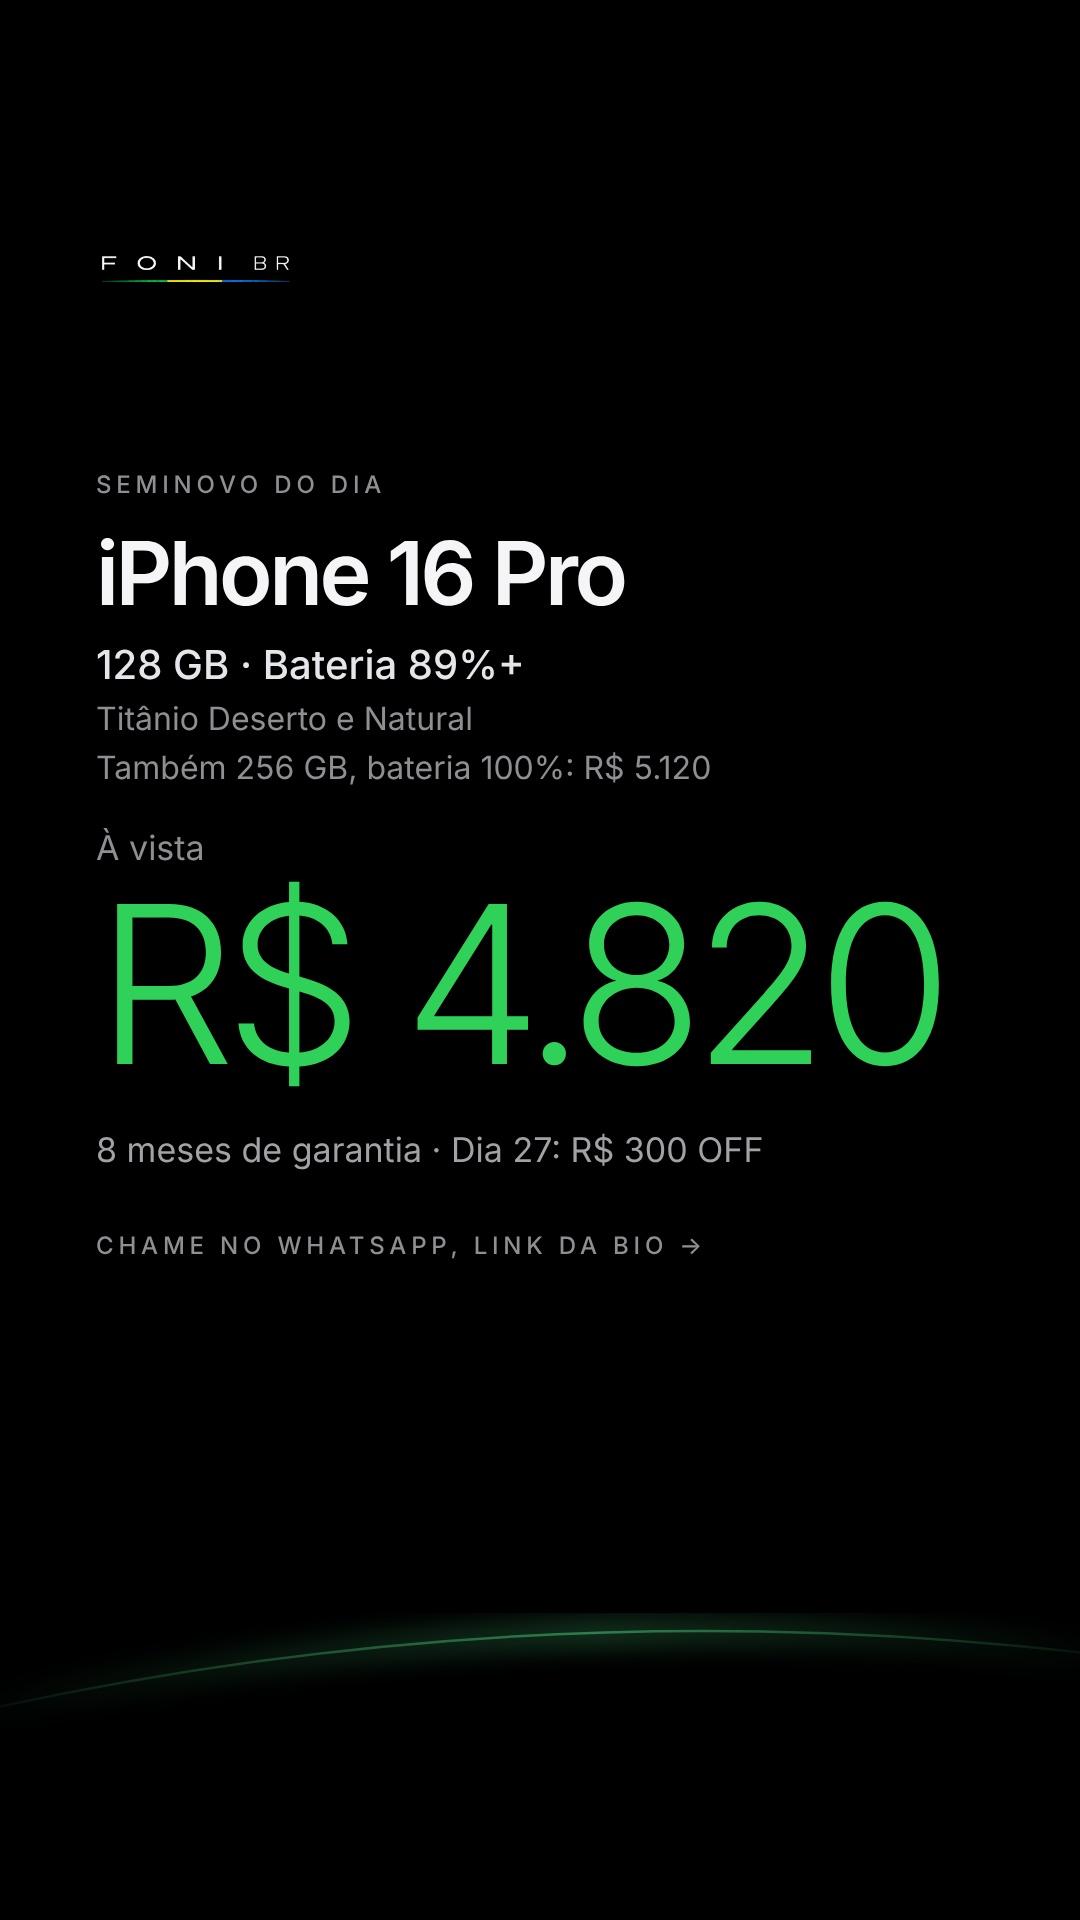 FONI BR
SEMINOVO DO DIA
iPhone 16 Pro
128 GB · Bateria 89%+
Titânio Deserto e Natural
Também 256 GB, bateria 100%: R$ 5.120
À vista
R$ 4.820
8 meses de garantia · Dia 27: R$ 300 OFF
CHAME NO WHATSAPP, LINK DA BIO →